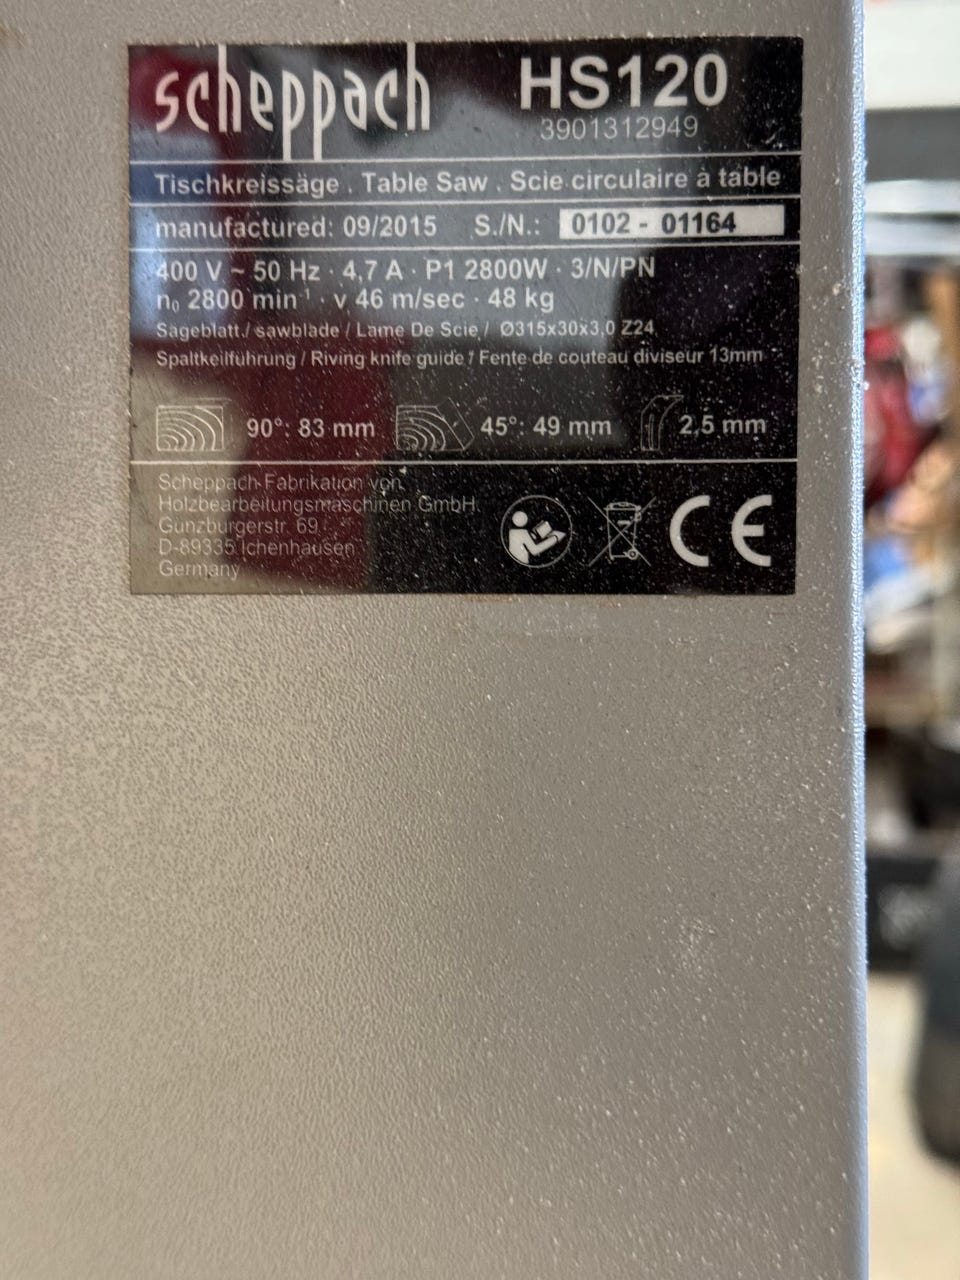 scheppach HS120
3901312949
Tischkreissäge . Table Saw . Scie circulaire à table
manufactured: 09/2015 S./N.: 0102 - 01164
400 V ~ 50 Hz · 4,7 A · P1 2800W · 3/N/PN
n₀ 2800 min⁻¹ · v 46 m/sec · 48 kg
Sägeblatt / sawblade / Lame De Scie / Ø315x30x3,0 Z24
Spaltkeilführung / Riving knife guide / Fente de couteau diviseur 13mm
90°: 83 mm 45°: 49 mm 2,5 mm
Scheppach Fabrikation von
Holzbearbeitungsmaschinen GmbH
Günzburgerstr. 69
D-89335 Ichenhausen
Germany
CE